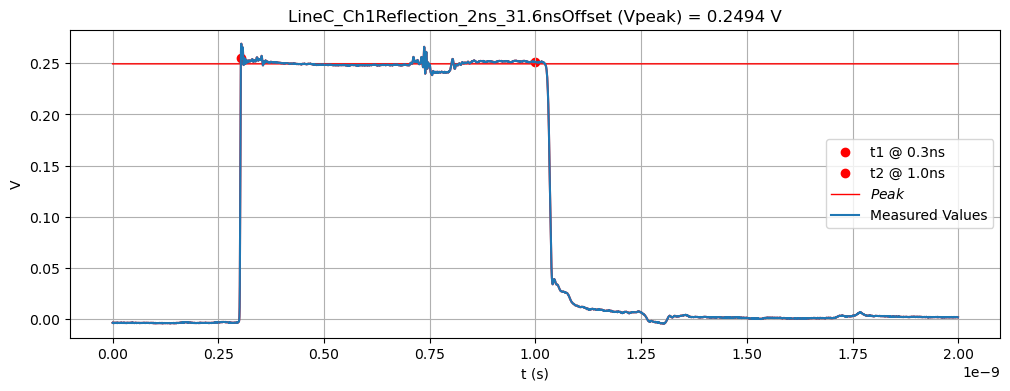 LineC_Ch1Reflection_2ns_31.6nsOffset (Vpeak) = 0.2494 V
V
0.25
0.20
0.15
0.10
0.05
0.00
t1 @ 0.3ns
t2 @ 1.0ns
Peak
Measured Values
0.00 0.25 0.50 0.75 1.00 1.25 1.50 1.75 2.00
t (s)
1e−9